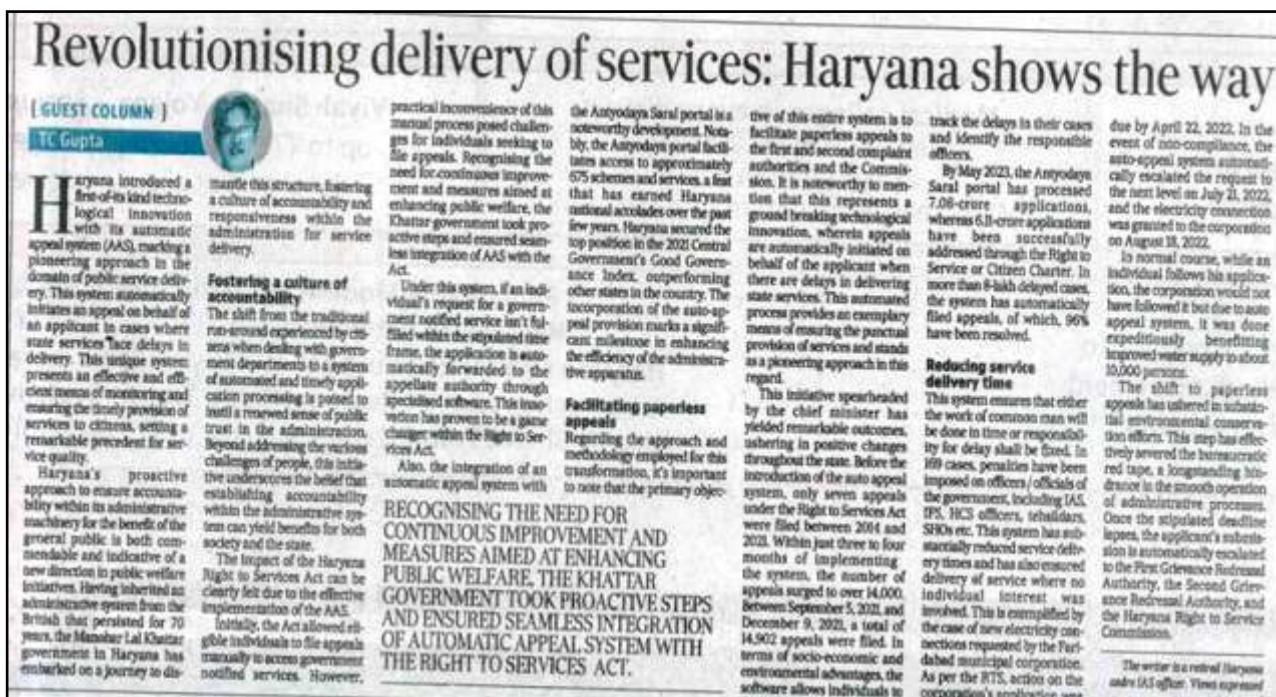 Revolutionising delivery of services: Haryana shows the way
[ GUEST COLUMN ]
TC Gupta
Haryana introduced a
first-of-its kind techno-
logical innovation
with its automatic
appeal system (AAS), marking a
pioneering approach in the
domain of public service deliv-
ery. This system automatically
initiates an appeal on behalf of
an applicant in cases where
state services face delays in
delivery. This unique system
presents an effective and effi-
cient means of monitoring and
ensuring the timely provision of
services to citizens, setting a
remarkable precedent for ser-
vice quality.
Haryana's proactive
approach to ensure accounta-
bility within its administrative
machinery for the benefit of the
general public is both com-
mendable and indicative of a
new direction in public welfare
initiatives. Having inherited an
administrative system from the
British that persisted for 70
years, the Manohar Lal Khattar
government in Haryana has
embarked on a journey to dis-
mantle this structure, fostering
a culture of accountability and
responsiveness within the
administration for service
delivery.
Fostering a culture of
accountability
The shift from the traditional
run-around experienced by citi-
zens when dealing with govern-
ment departments to a system
of automated and timely appli-
cation processing is poised to
instil a renewed sense of public
trust in the administration.
Beyond addressing the various
challenges of people, this initia-
tive underscores the belief that
establishing accountability
within the administrative sys-
tem can yield benefits for both
society and the state.
The impact of the Haryana
Right to Services Act can be
clearly felt due to the effective
implementation of the AAS.
Initially, the Act allowed eli-
gible individuals to file appeals
manually to access government
notified services. However,
practical inconvenience of this
manual process posed challen-
ges for individuals seeking to
file appeals. Recognising the
need for continuous improve-
ment and measures aimed at
enhancing public welfare, the
Khattar government took pro-
active steps and ensured seam-
less integration of AAS with the
Act.
Under this system, if an indi-
vidual's request for a govern-
ment notified service isn't ful-
filled within the stipulated time
frame, the application is auto-
matically forwarded to the
appellate authority through
specialised software. This inno-
vation has proven to be a game
changer within the Right to Ser-
vices Act.
Also, the integration of an
automatic appeal system with
RECOGNISING THE NEED FOR
CONTINUOUS IMPROVEMENT AND
MEASURES AIMED AT ENHANCING
PUBLIC WELFARE, THE KHATTAR
GOVERNMENT TOOK PROACTIVE STEPS
AND ENSURED SEAMLESS INTEGRATION
OF AUTOMATIC APPEAL SYSTEM WITH
THE RIGHT TO SERVICES ACT.
the Antyodaya Saral portal is a
noteworthy development. Nota-
bly, the Antyodaya portal facili-
tates access to approximately
675 schemes and services, a feat
that has earned Haryana
national accolades over the past
few years. Haryana secured the
top position in the 2021 Central
Government's Good Govern-
ance Index, outperforming
other states in the country. The
incorporation of the auto-ap-
peal provision marks a signifi-
cant milestone in enhancing
the efficiency of the administra-
tive apparatus.
Facilitating paperless
appeals
Regarding the approach and
methodology employed for this
transformation, it's important
to note that the primary objec-
tive of this entire system is to
facilitate paperless appeals to
the first and second complaint
authorities and the Commis-
sion. It is noteworthy to men-
tion that this represents a
ground breaking technological
innovation, wherein appeals
are automatically initiated on
behalf of the applicant when
there are delays in delivering
state services. This automated
process provides an exemplary
means of ensuring the punctual
provision of services and stands
as a pioneering approach in this
regard.
This initiative spearheaded
by the chief minister has
yielded remarkable outcomes,
ushering in positive changes
throughout the state. Before the
introduction of the auto appeal
system, only seven appeals
under the Right to Services Act
were filed between 2014 and
2021. Within just three to four
months of implementing
the system, the number of
appeals surged to over 14,000.
Between September 5, 2021, and
December 9, 2021, a total of
14,902 appeals were filed. In
terms of socio-economic and
environmental advantages, the
software allows individuals to
track the delays in their cases
and identify the responsible
officers.
By May 2023, the Antyodaya
Saral portal has processed
7.08-crore applications,
whereas 6.11-crore applications
have been successfully
addressed through the Right to
Service or Citizen Charter. In
more than 8-lakh delayed cases,
the system has automatically
filed appeals, of which, 96%
have been resolved.
Reducing service
delivery time
This system ensures that either
the work of common man will
be done in time or responsibil-
ity for delay shall be fixed. In
169 cases, penalties have been
imposed on officers/officials of
the government, including IAS,
IPS, HCS officers, tehsildars,
SHOs etc. This system has sub-
stantially reduced service deliv-
ery times and has also ensured
delivery of service where no
individual interest was
involved. This is exemplified by
the case of new electricity con-
nections requested by the Fari-
dabad municipal corporation.
As per the RTS, action on the
corporation's application was
due by April 22, 2022. In the
event of non-compliance, the
auto-appeal system automati-
cally escalated the request to
the next level on July 21, 2022,
and the electricity connection
was granted to the corporation
on August 18, 2022.
In normal course, while an
individual follows his applica-
tion, the corporation would not
have followed it but due to auto
appeal system, it was done
expeditiously benefitting
improved water supply to about
10,000 persons.
The shift to paperless
appeals has ushered in substan-
tial environmental conserva-
tion efforts. This step has effec-
tively severed the bureaucratic
red tape, a longstanding hin-
drance in the smooth operation
of administrative processes.
Once the stipulated deadline
lapses, the applicant's submis-
sion is automatically escalated
to the First Grievance Redressal
Authority, the Second Griev-
ance Redressal Authority, and
the Haryana Right to Service
Commission.
The writer is a retired Haryana
cadre IAS officer. Views expressed